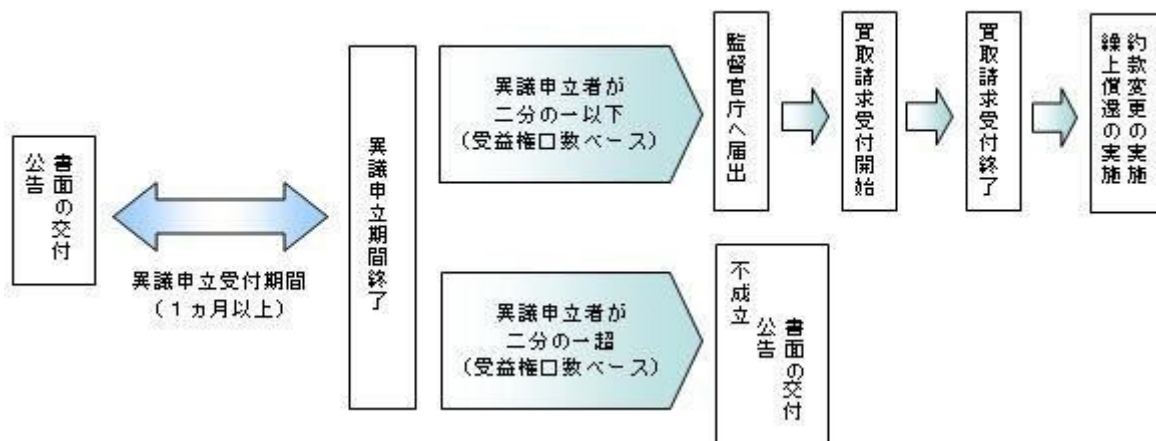 書面の交付
公告
異議申立受付期間
(1ヵ月以上)
異議申立期間終了
異議申立者が
二分の一以下
(受益権口数ベース)
監督官庁へ届出
買取請求受付開始
買取請求受付終了
約款変更の実施
繰上償還の実施
異議申立者が
二分の一超
(受益権口数ベース)
不成立
書面の交付
公告